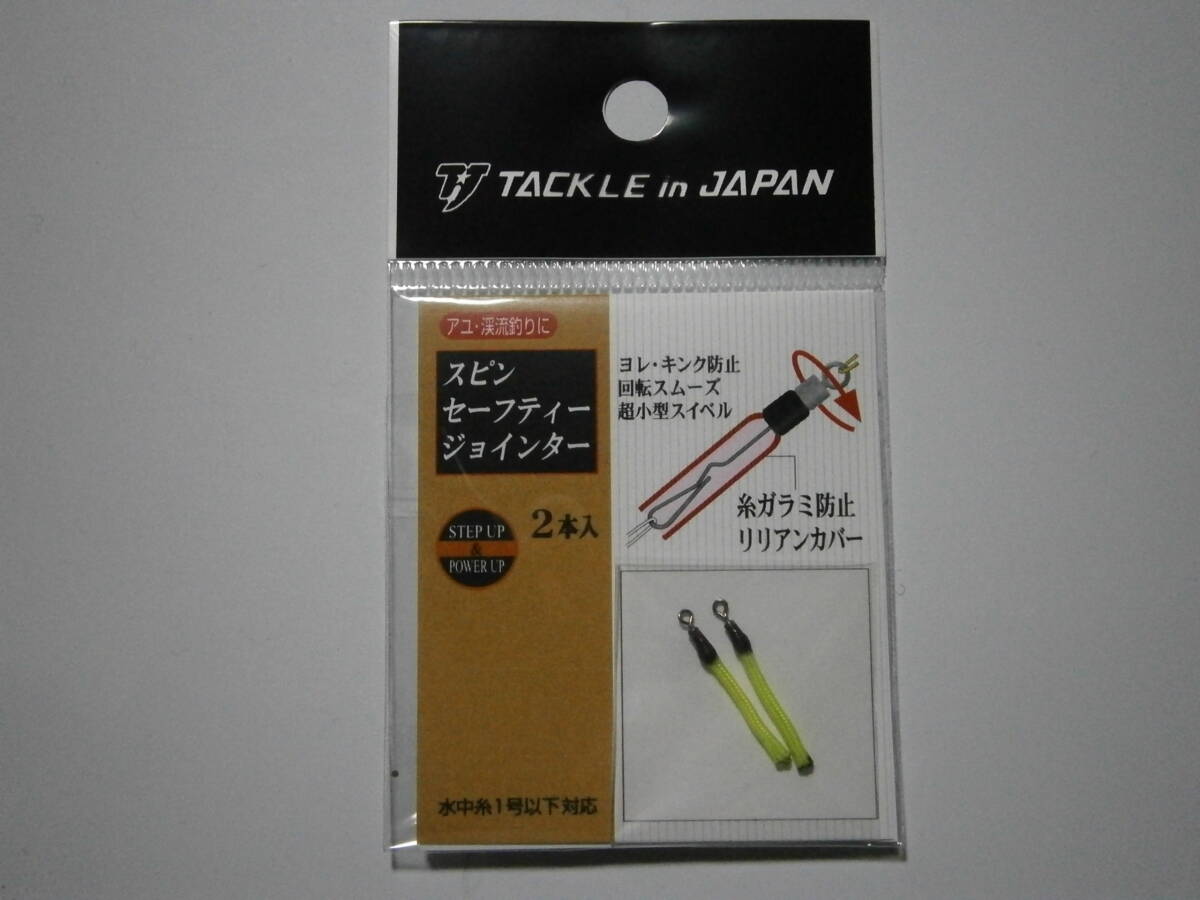 TACKLE in JAPAN
アユ・渓流釣りに
スピン
セーフティー
ジョインター
STEP UP
&
POWER UP
2本入
水中糸1号以下対応
ヨレ・キンク防止
回転スムーズ
超小型スイベル
糸ガラミ防止
リリアンカバー